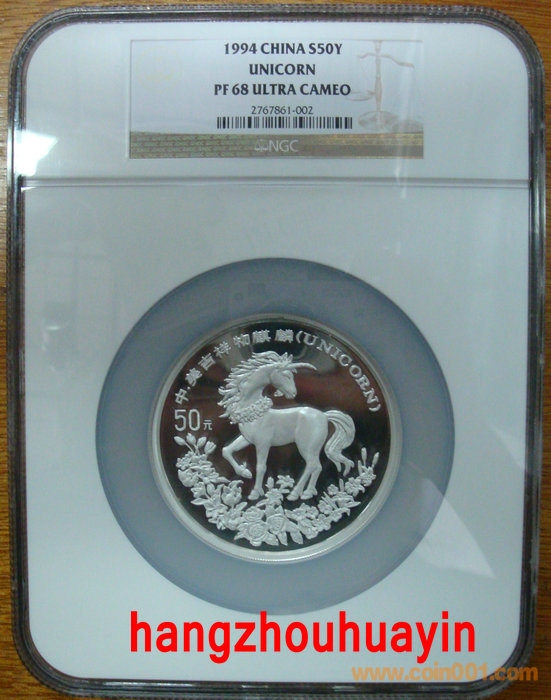 1994 CHINA S50Y
UNICORN
PF 68 ULTRA CAMEO
2767861-002
NGC
中美吉祥物麒麟(UNICORN)
50元
hangzhouhuayin
www.coin001.com